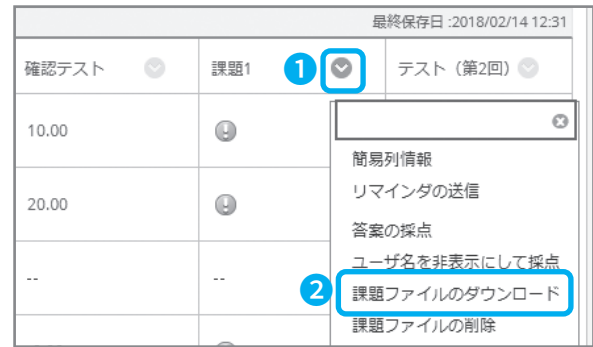 最終保存日 :2018/02/14 12:31
確認テスト 課題1 1 テスト（第2回）
10.00
簡易列情報
リマインダの送信
20.00
答案の採点
ユーザ名を非表示にして採点
-- -- 2 課題ファイルのダウンロード
課題ファイルの削除